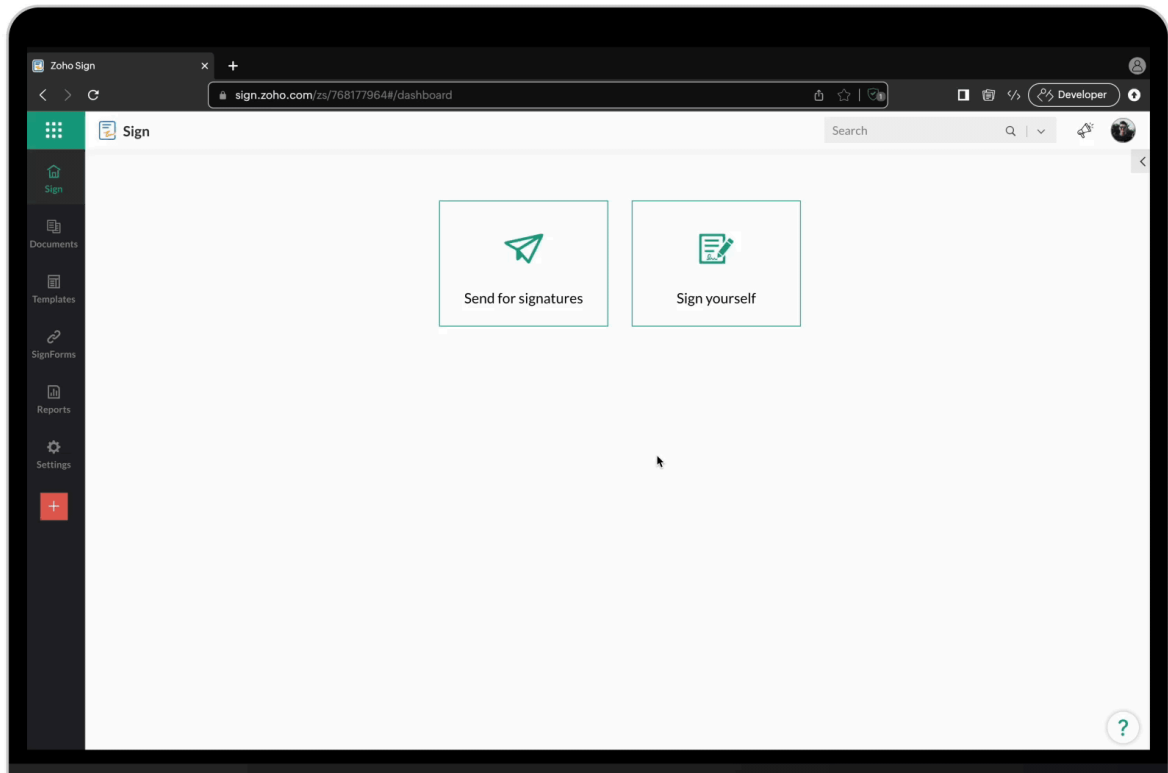 Zoho Sign
sign.zoho.com/zs/768177964#/dashboard
Developer
Sign
Search
Sign
Documents
Templates
SignForms
Reports
Settings
Send for signatures
Sign yourself
?